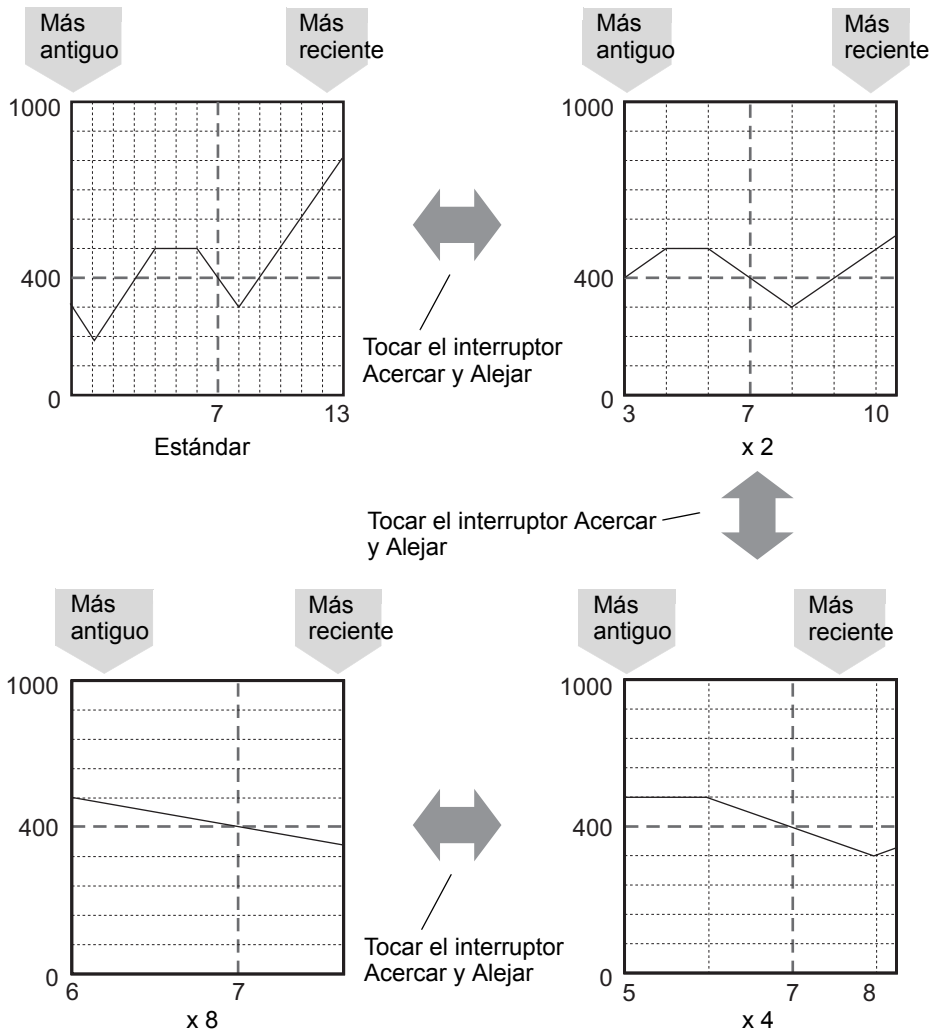 Más
antiguo
Más
reciente
Más
antiguo
Más
reciente
1000
400
0
7
13
Estándar
Tocar el interruptor
Acercar y Alejar
1000
400
0
3
7
10
x 2
Tocar el interruptor Acercar
y Alejar
Más
antiguo
Más
reciente
Más
antiguo
Más
reciente
1000
400
0
6
7
x 8
Tocar el interruptor
Acercar y Alejar
1000
400
0
5
7
8
x 4